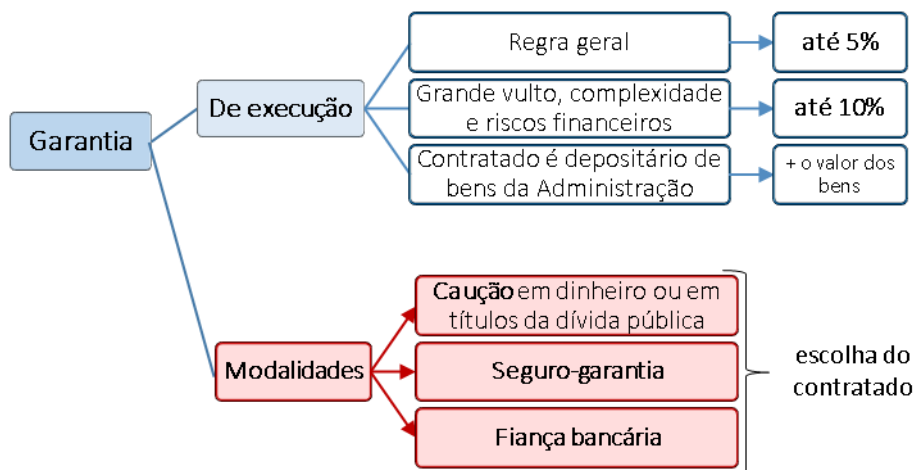 Garantia
De execução
Regra geral
até 5%
Grande vulto, complexidade
e riscos financeiros
até 10%
Contratado é depositário de
bens da Administração
+ o valor dos
bens
Modalidades
Caução em dinheiro ou em
títulos da dívida pública
Seguro-garantia
Fiança bancária
escolha do
contratado